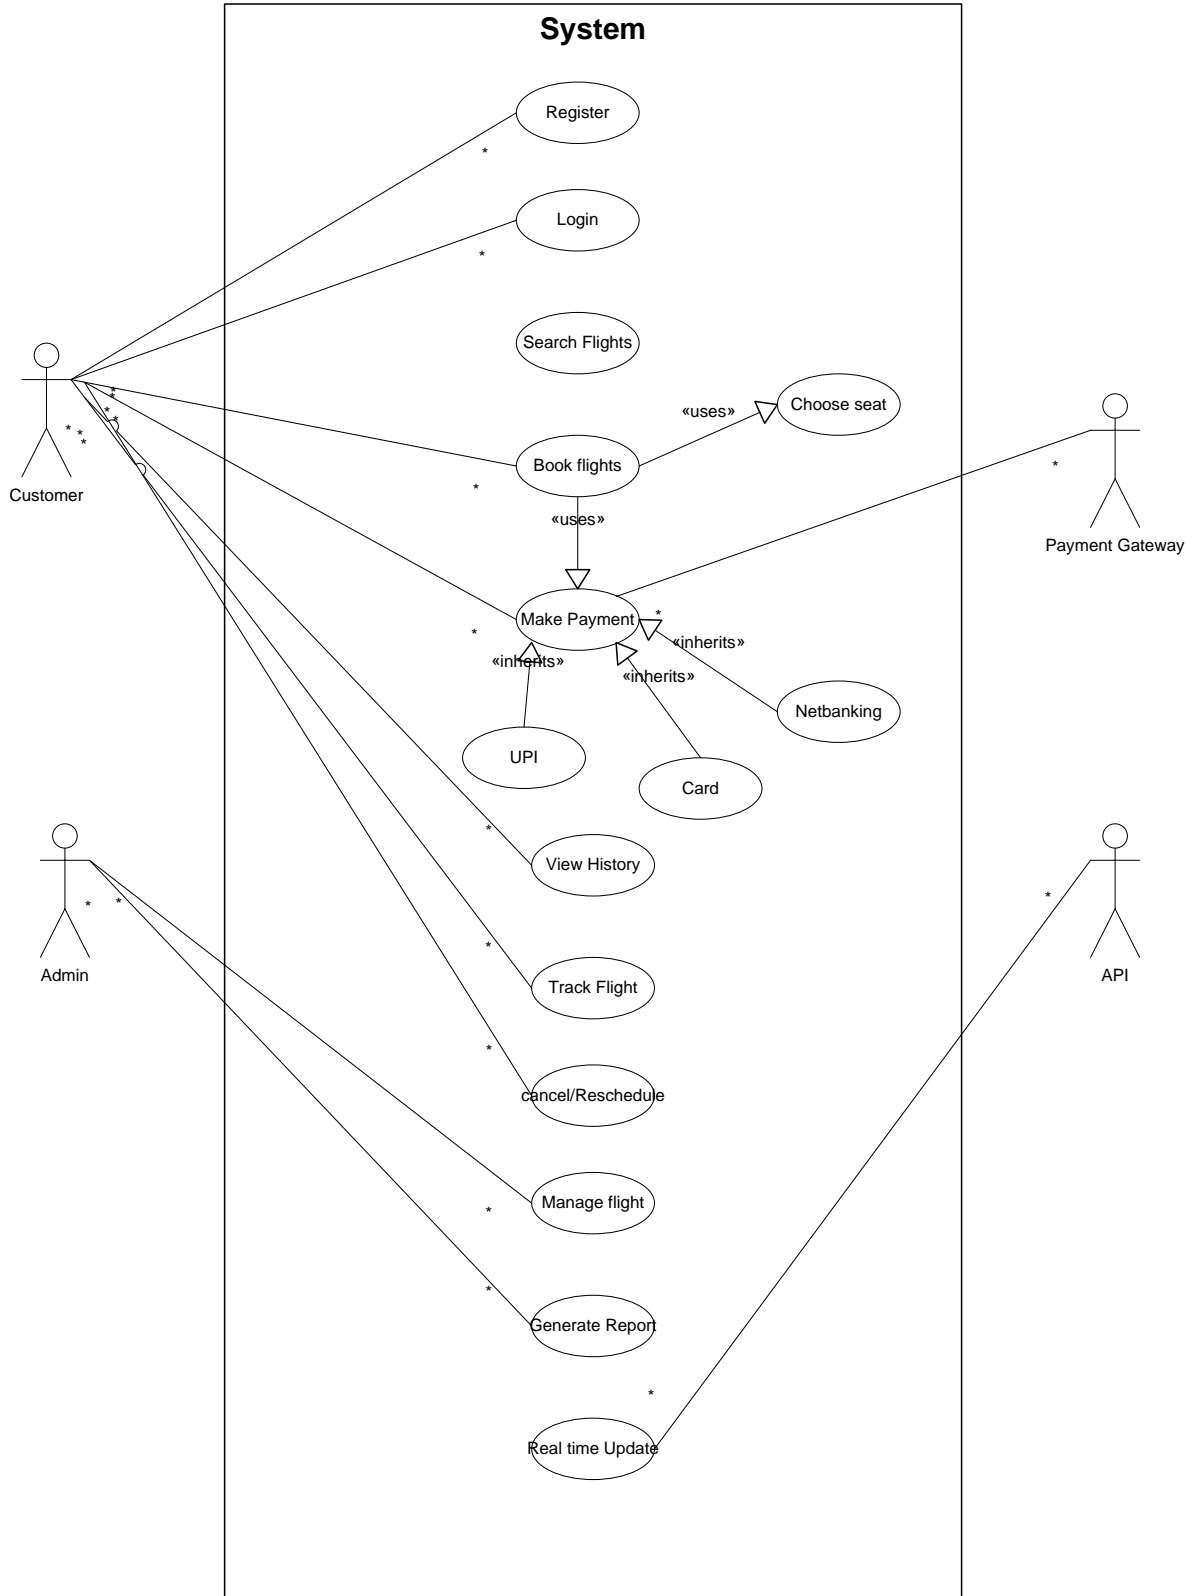 System
Register
*
Login
*
Search Flights
Choose seat
«uses»
*
*
*
*
*
*
*
Book flights
*
*
Customer
«uses»
Payment Gateway
Make Payment
*
*
«inherits»
«inherits»
«inherits»
Netbanking
UPI
Card
*
View History
*
*
*
*
Admin
API
Track Flight
*
cancel/Reschedule
Manage flight
*
*
Generate Report
*
Real time Update